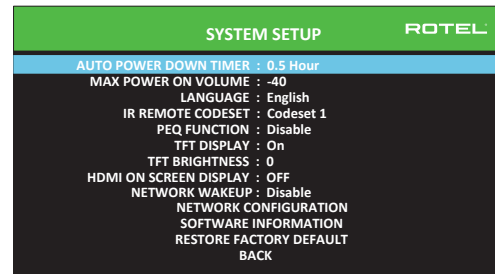 SYSTEM SETUP
ROTEL
AUTO POWER DOWN TIMER : 0.5 Hour
MAX POWER ON VOLUME : -40
LANGUAGE : English
IR REMOTE CODESET : Codeset 1
PEQ FUNCTION : Disable
TFT DISPLAY : On
TFT BRIGHTNESS : 0
HDMI ON SCREEN DISPLAY : OFF
NETWORK WAKEUP : Disable
NETWORK CONFIGURATION
SOFTWARE INFORMATION
RESTORE FACTORY DEFAULT
BACK